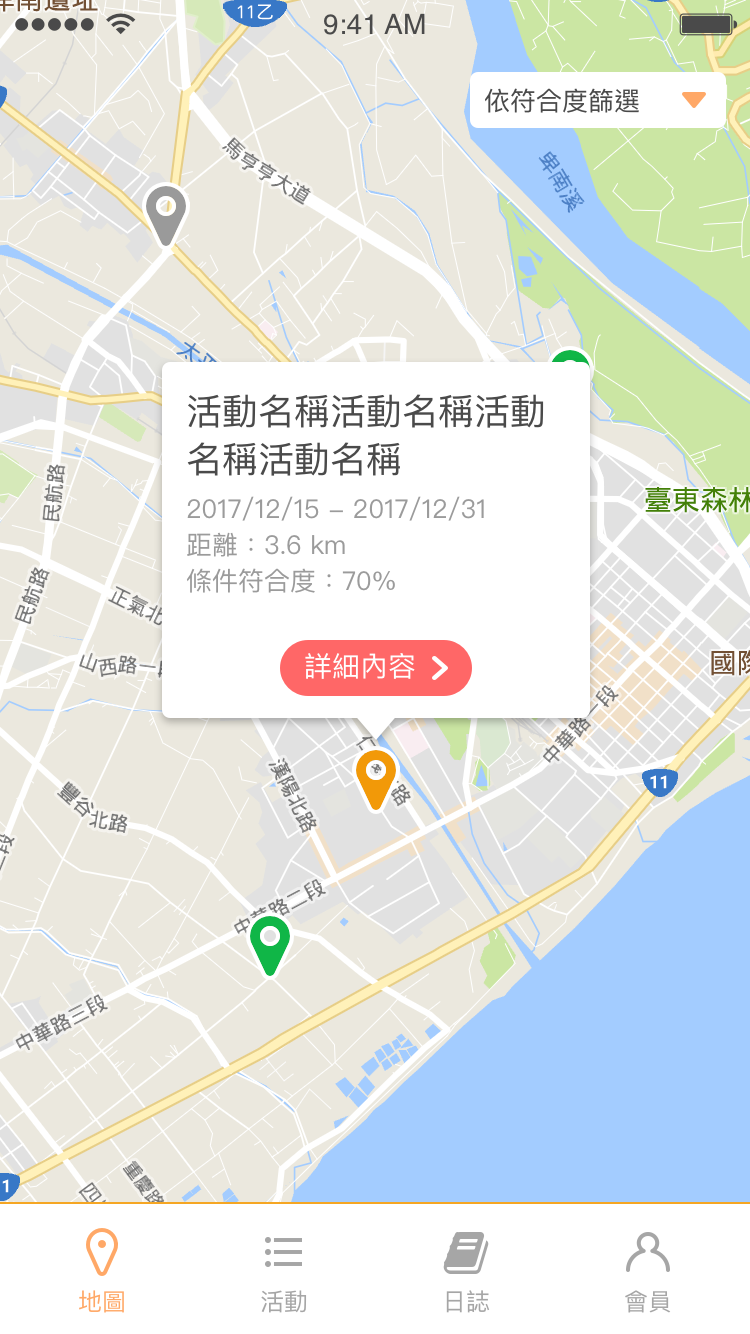 卑南遺址
11乙
9:41 AM
依符合度篩選
馬亨亨大道
卑南溪
太平
活動名稱活動名稱活動
名稱活動名稱
2017/12/15 – 2017/12/31
距離：3.6 km
條件符合度：70%
詳細內容
民航路
臺東森林
民航路
正氣北
山西路一
國際
中華路一段
11
漢陽北路
豐谷北路
中華路二段
中華路三段
重慶路
四
1
地圖
活動
日誌
會員